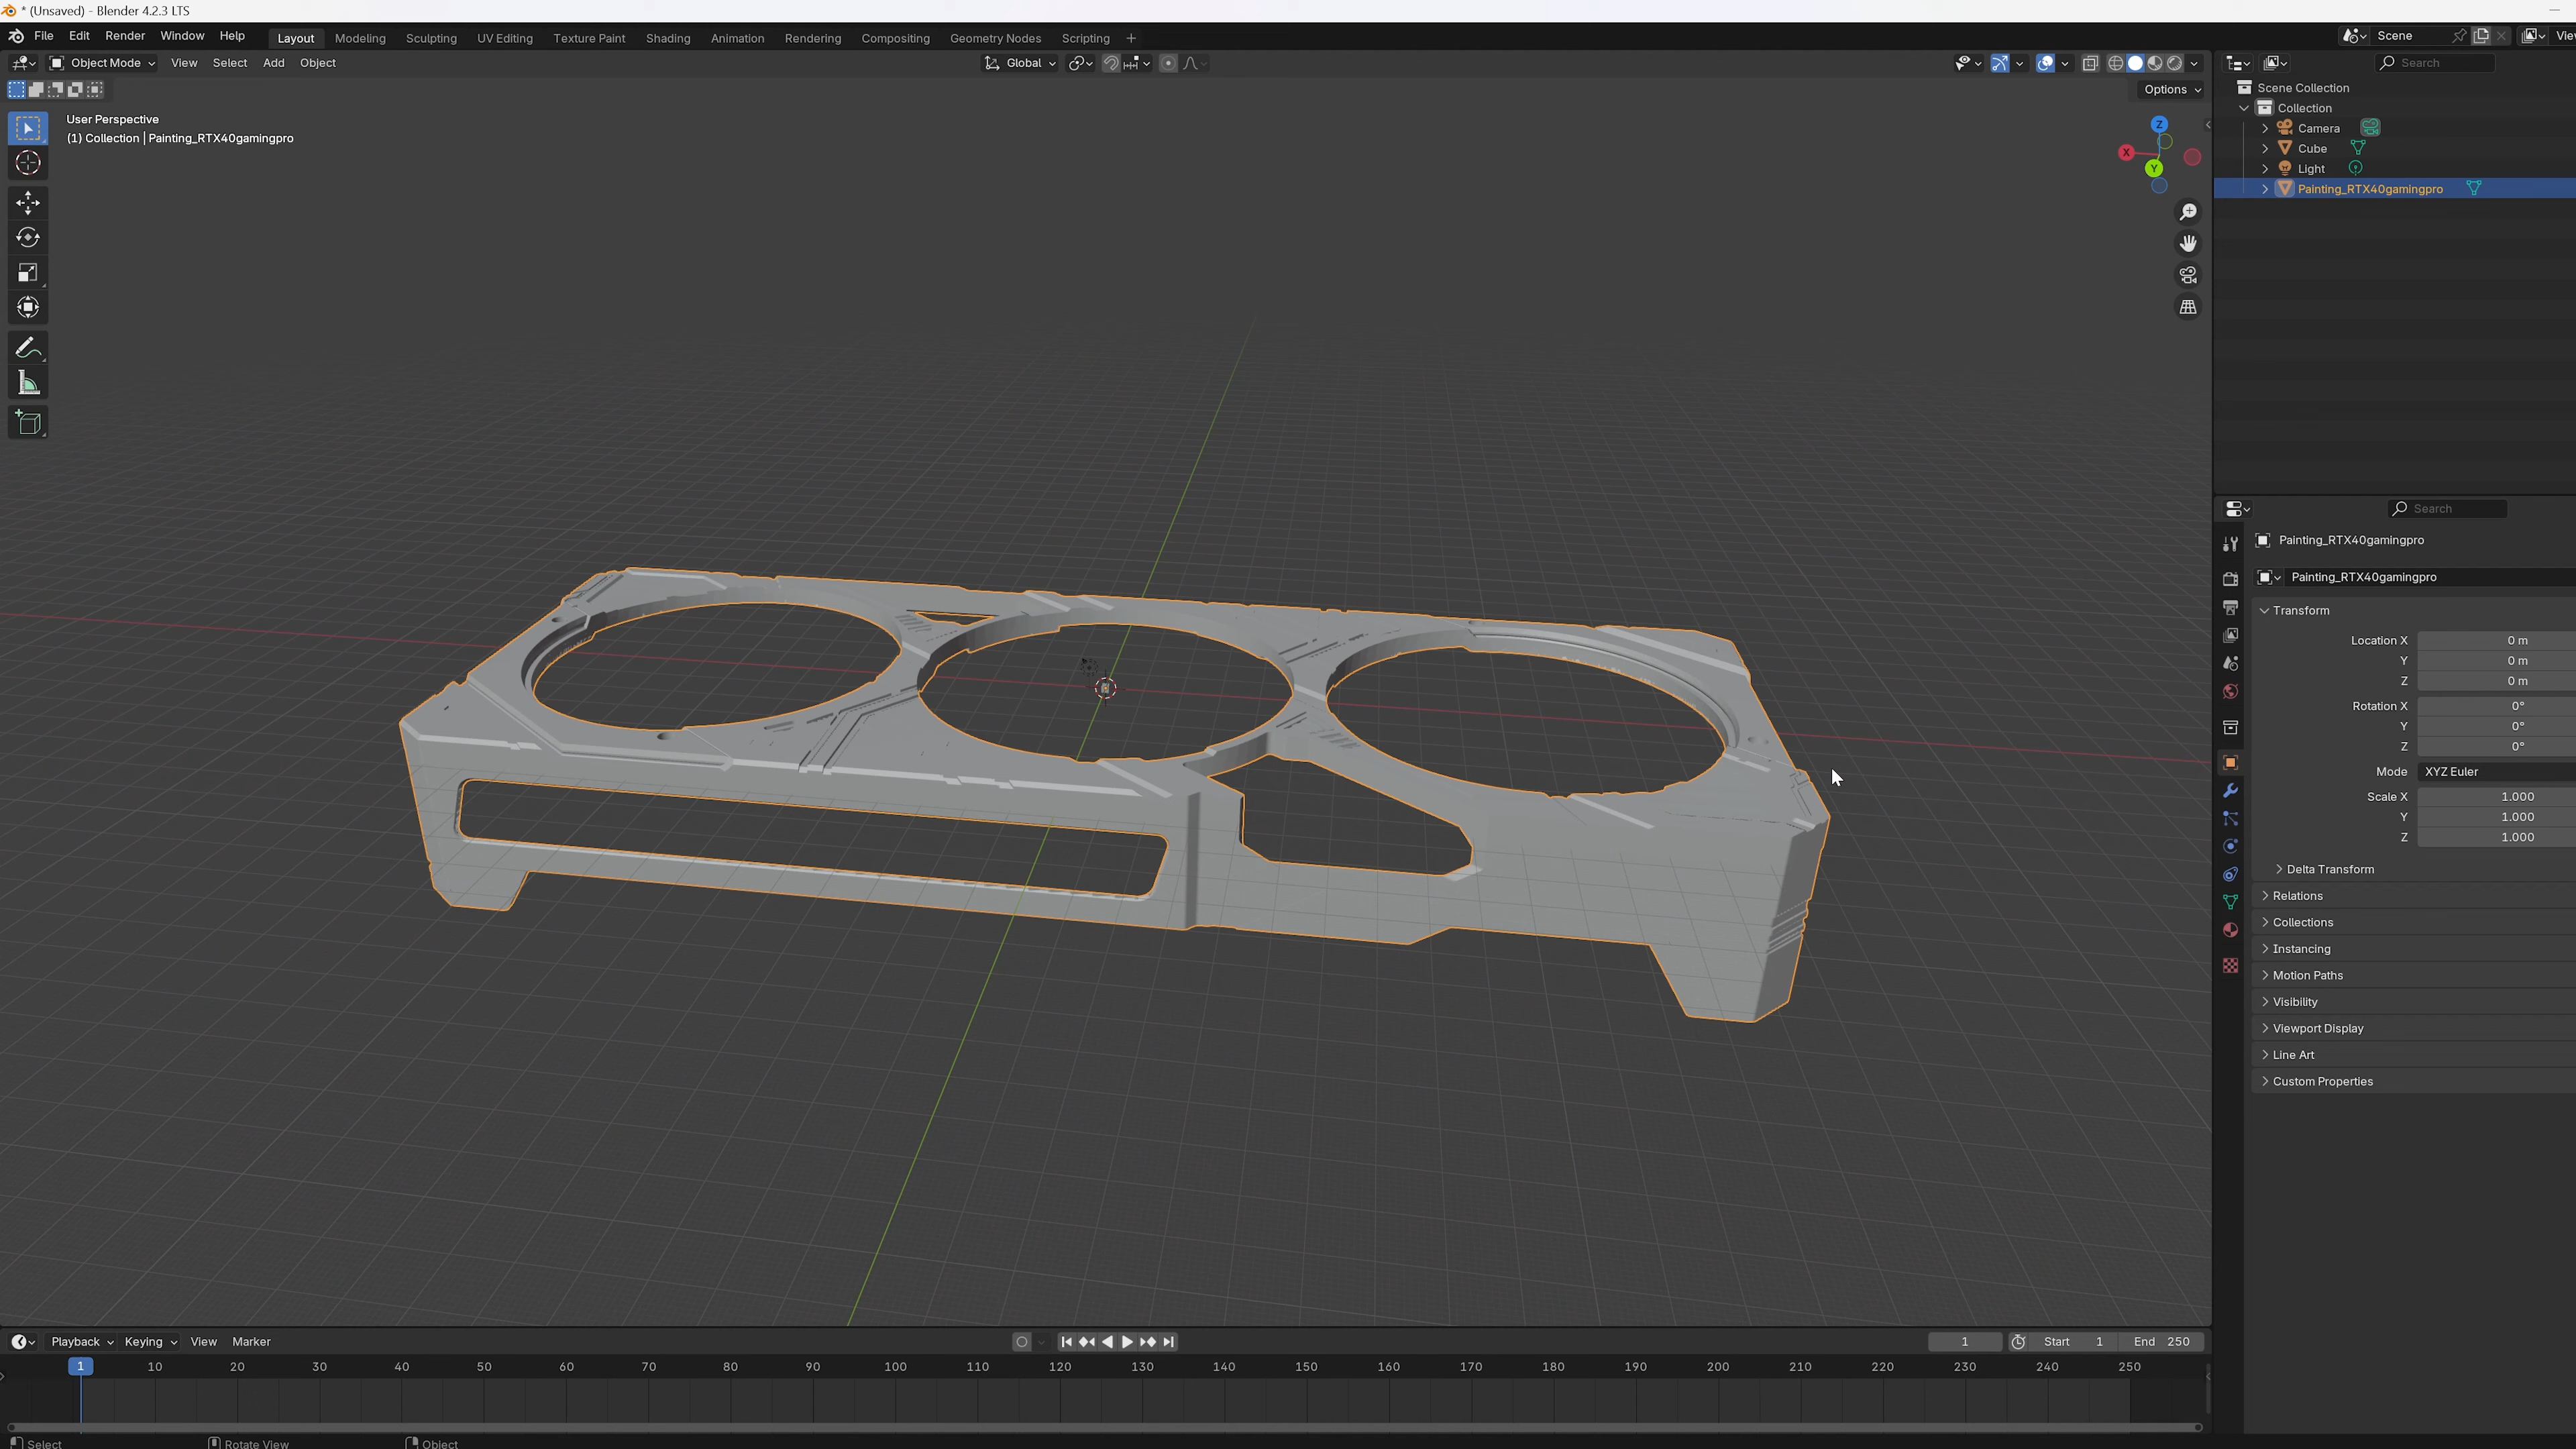 * (Unsaved) - Blender 4.2.3 LTS
File Edit Render Window Help Layout Modeling Sculpting UV Editing Texture Paint Shading Animation Rendering Compositing Geometry Nodes Scripting + Scene
Object Mode View Select Add Object Global Search
Options
User Perspective
(1) Collection | Painting_RTX40gamingpro
Z
X
Y
Scene Collection
Collection
Camera
Cube
Light
Painting_RTX40gamingpro
Search
Painting_RTX40gamingpro
Painting_RTX40gamingpro
Transform
Location X 0 m
Y 0 m
Z 0 m
Rotation X 0°
Y 0°
Z 0°
Mode XYZ Euler
Scale X 1.000
Y 1.000
Z 1.000
Delta Transform
Relations
Collections
Instancing
Motion Paths
Visibility
Viewport Display
Line Art
Custom Properties
Playback Keying View Marker 1 Start 1 End 250
1 10 20 30 40 50 60 70 80 90 100 110 120 130 140 150 160 170 180 190 200 210 220 230 240 250
Select Rotate View Object